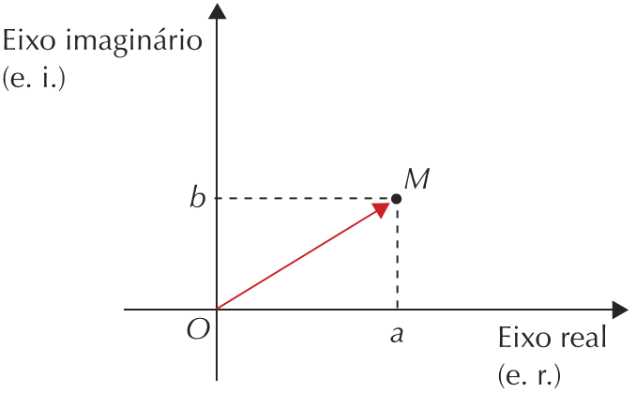 Eixo imaginário
(e. i.)
M
b
O
a
Eixo real
(e. r.)